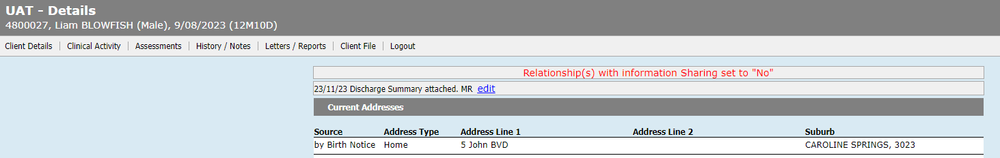 UAT - Details
4800027, Liam BLOWFISH (Male), 9/08/2023 (12M10D)
Client Details Clinical Activity Assessments History / Notes Letters / Reports Client File Logout
Relationship(s) with information Sharing set to "No"
23/11/23 Discharge Summary attached. MR edit
Current Addresses
Source Address Type Address Line 1 Address Line 2 Suburb
by Birth Notice Home 5 John BVD CAROLINE SPRINGS, 3023